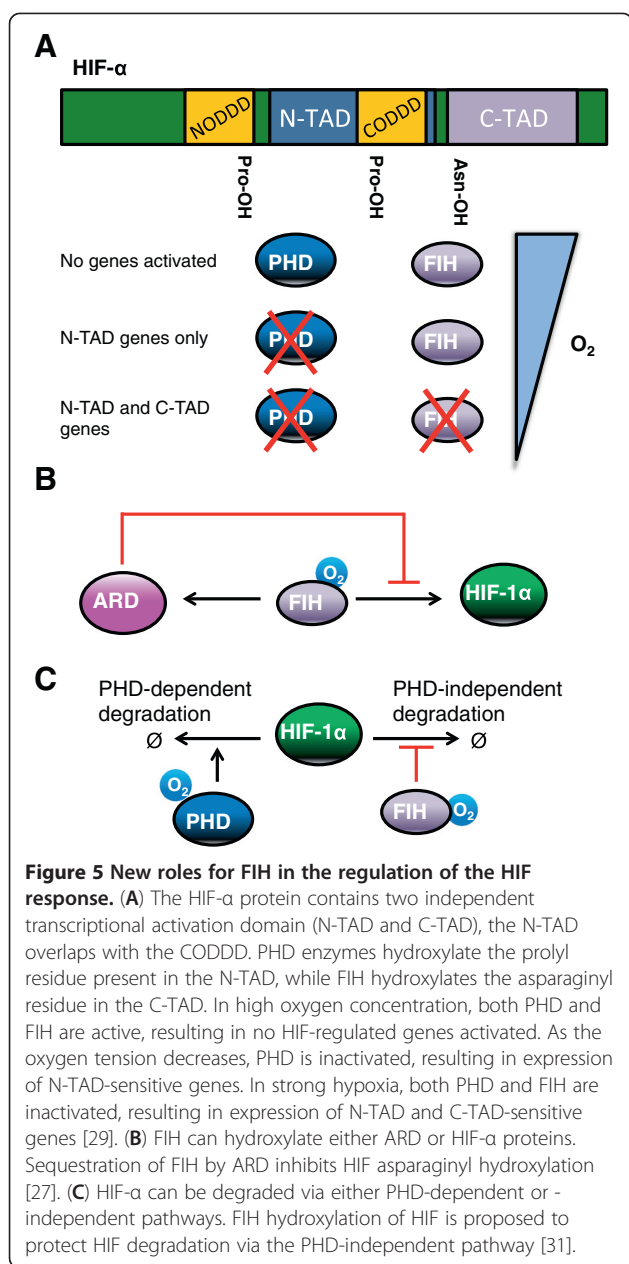 A
HIF-α
NODDD N-TAD CODDD C-TAD
Pro-OH Pro-OH Asn-OH
No genes activated PHD FIH
N-TAD genes only PHD FIH
O2
N-TAD and C-TAD
genes
PHD FIH
B
O2
ARD FIH HIF-1α
C
PHD-dependent PHD-independent
degradation degradation
Ø HIF-1α Ø
O2
PHD FIH O2
Figure 5 New roles for FIH in the regulation of the HIF
response. (A) The HIF-α protein contains two independent
transcriptional activation domain (N-TAD and C-TAD), the N-TAD
overlaps with the CODDD. PHD enzymes hydroxylate the prolyl
residue present in the N-TAD, while FIH hydroxylates the asparaginyl
residue in the C-TAD. In high oxygen concentration, both PHD and
FIH are active, resulting in no HIF-regulated genes activated. As the
oxygen tension decreases, PHD is inactivated, resulting in expression
of N-TAD-sensitive genes. In strong hypoxia, both PHD and FIH are
inactivated, resulting in expression of N-TAD and C-TAD-sensitive
genes [29]. (B) FIH can hydroxylate either ARD or HIF-α proteins.
Sequestration of FIH by ARD inhibits HIF asparaginyl hydroxylation
[27]. (C) HIF-α can be degraded via either PHD-dependent or -
independent pathways. FIH hydroxylation of HIF is proposed to
protect HIF degradation via the PHD-independent pathway [31].